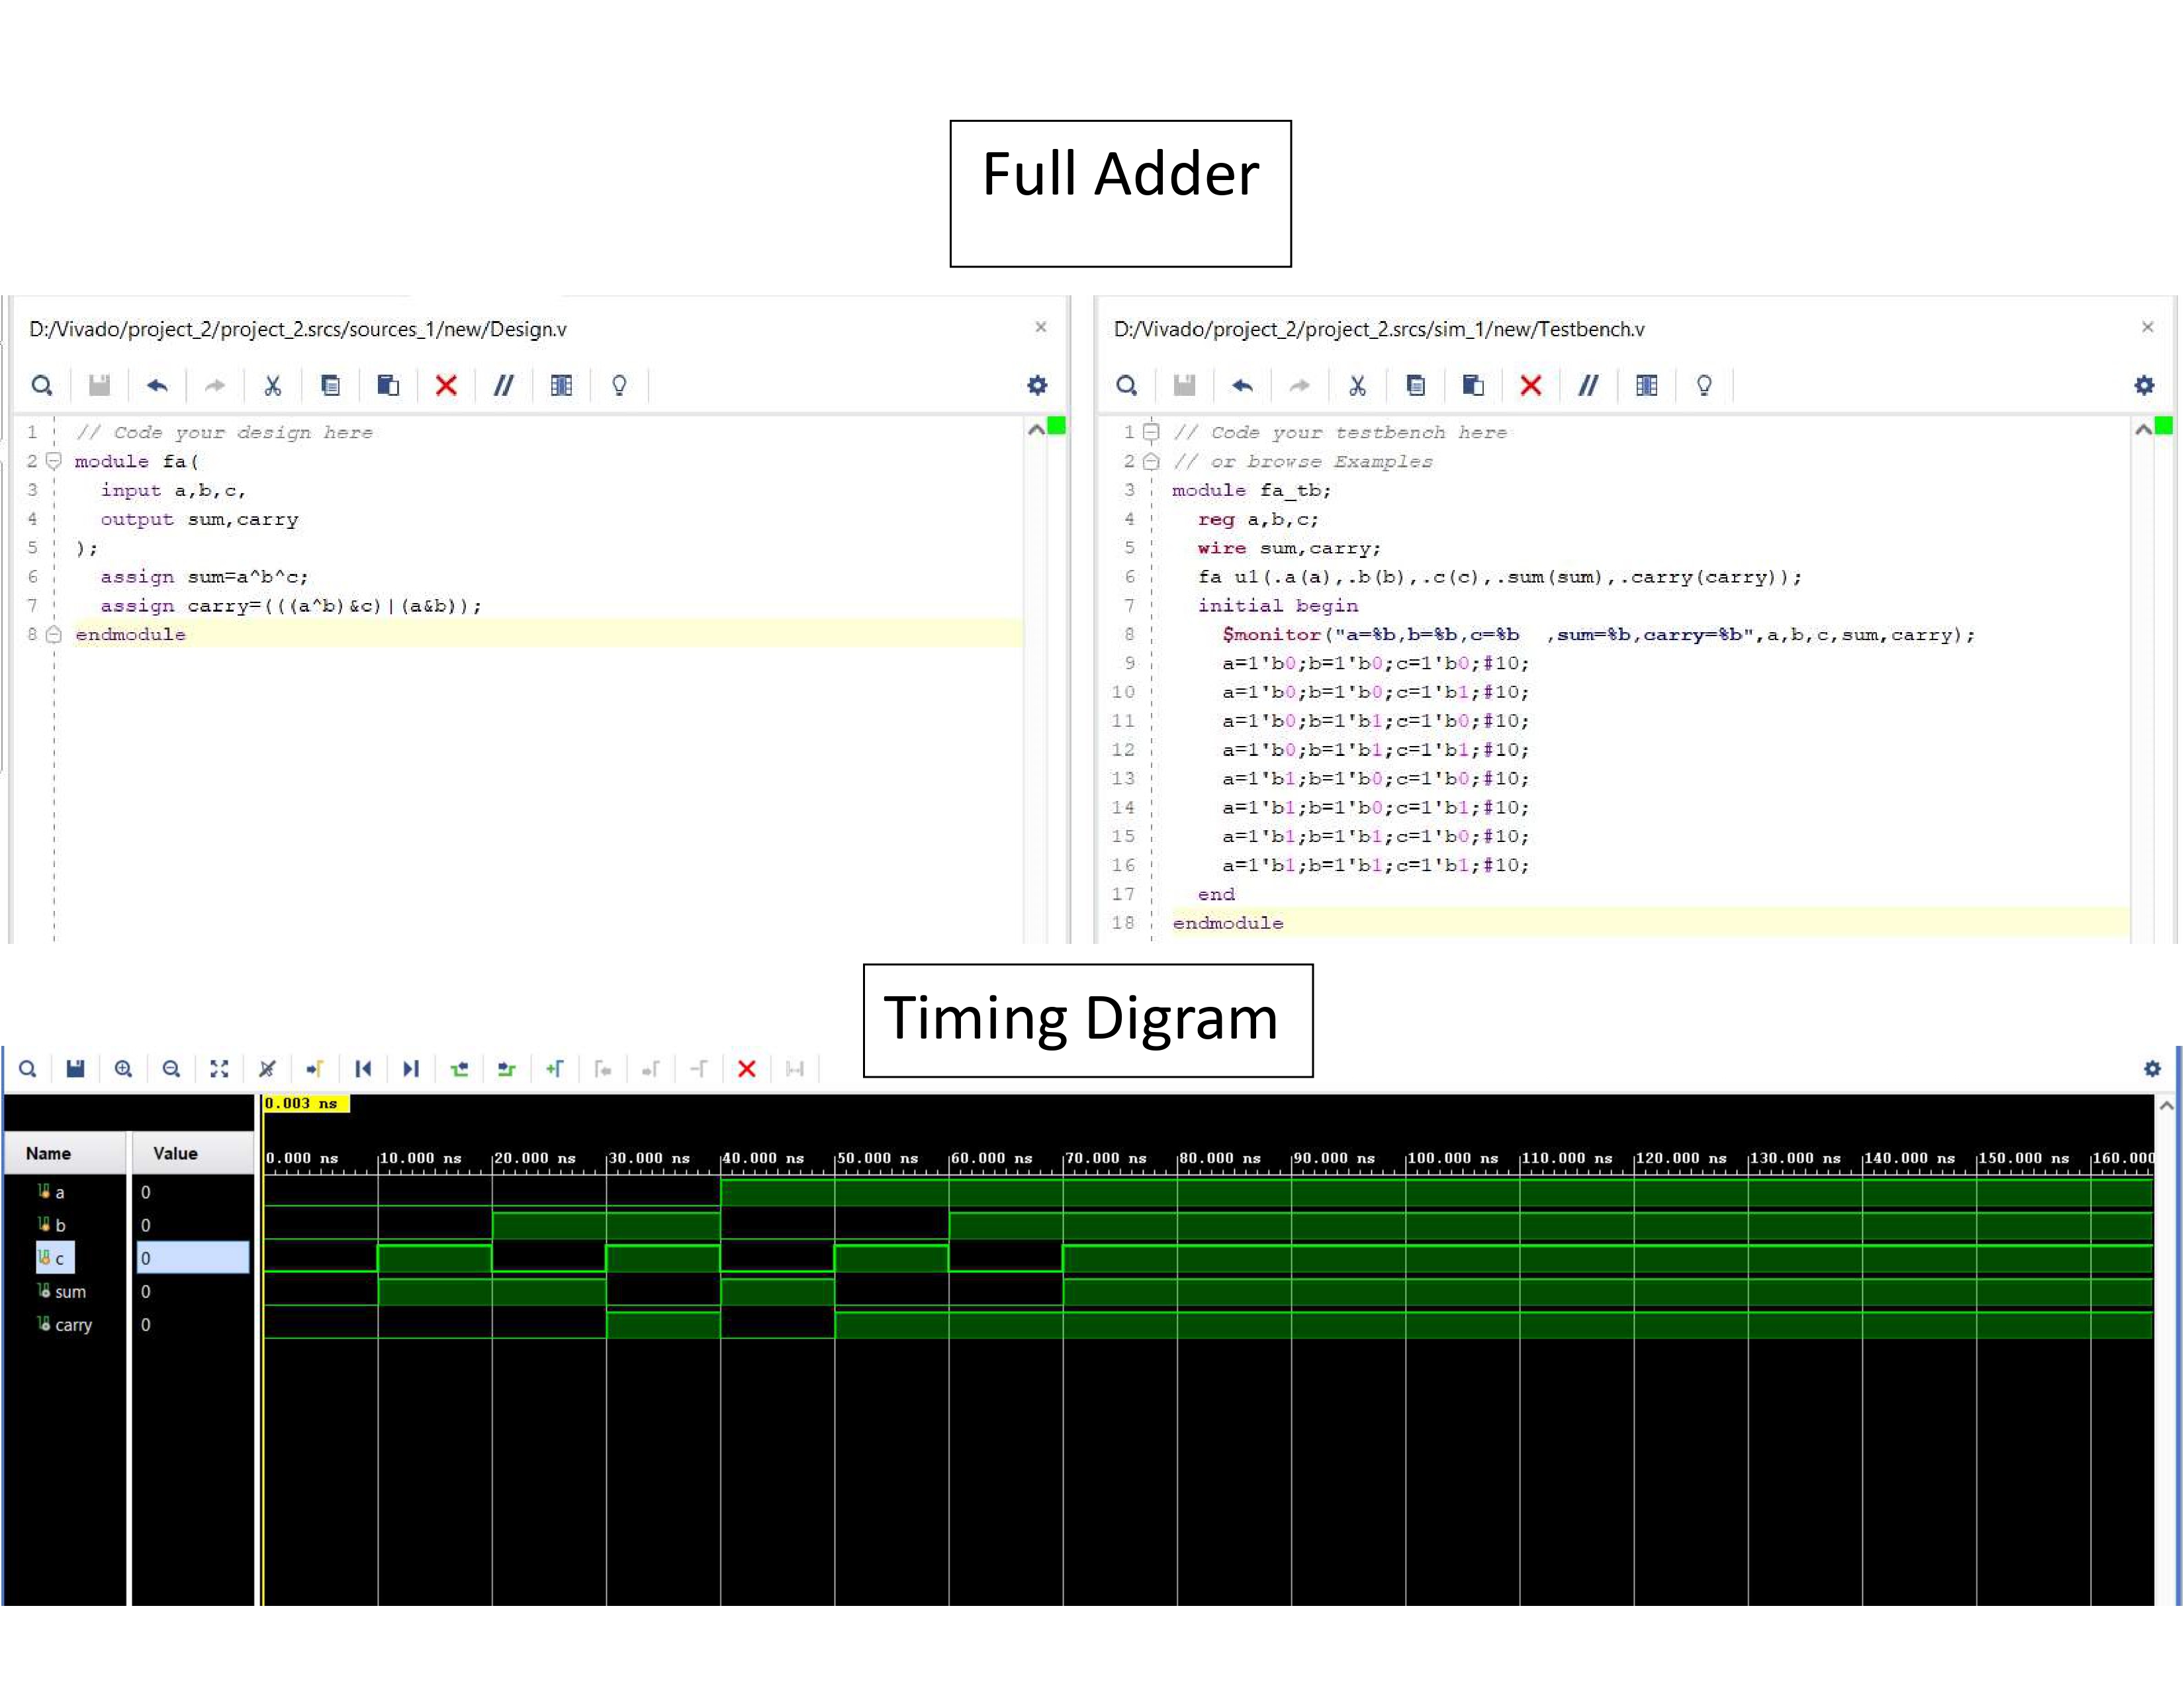 Full Adder
D:/Vivado/project_2/project_2.srcs/sources_1/new/Design.v
1 // Code your design here
2 module fa(
3 input a,b,c,
4 output sum,carry
5 );
6 assign sum=a^b^c;
7 assign carry=(((a^b)&c)|(a&b));
8 endmodule
D:/Vivado/project_2/project_2.srcs/sim_1/new/Testbench.v
1 // Code your testbench here
2 // or browse Examples
3 module fa_tb;
4 reg a,b,c;
5 wire sum,carry;
6 fa u1(.a(a),.b(b),.c(c),.sum(sum),.carry(carry));
7 initial begin
8 $monitor("a=%b,b=%b,c=%b  ,sum=%b,carry=%b",a,b,c,sum,carry);
9 a=1'b0;b=1'b0;c=1'b0;#10;
10 a=1'b0;b=1'b0;c=1'b1;#10;
11 a=1'b0;b=1'b1;c=1'b0;#10;
12 a=1'b0;b=1'b1;c=1'b1;#10;
13 a=1'b1;b=1'b0;c=1'b0;#10;
14 a=1'b1;b=1'b0;c=1'b1;#10;
15 a=1'b1;b=1'b1;c=1'b0;#10;
16 a=1'b1;b=1'b1;c=1'b1;#10;
17 end
18 endmodule
Timing Digram
0.003 ns
Name Value 0.000 ns 10.000 ns 20.000 ns 30.000 ns 40.000 ns 50.000 ns 60.000 ns 70.000 ns 80.000 ns 90.000 ns 100.000 ns 110.000 ns 120.000 ns 130.000 ns 140.000 ns 150.000 ns 160.000
a 0
b 0
c 0
sum 0
carry 0